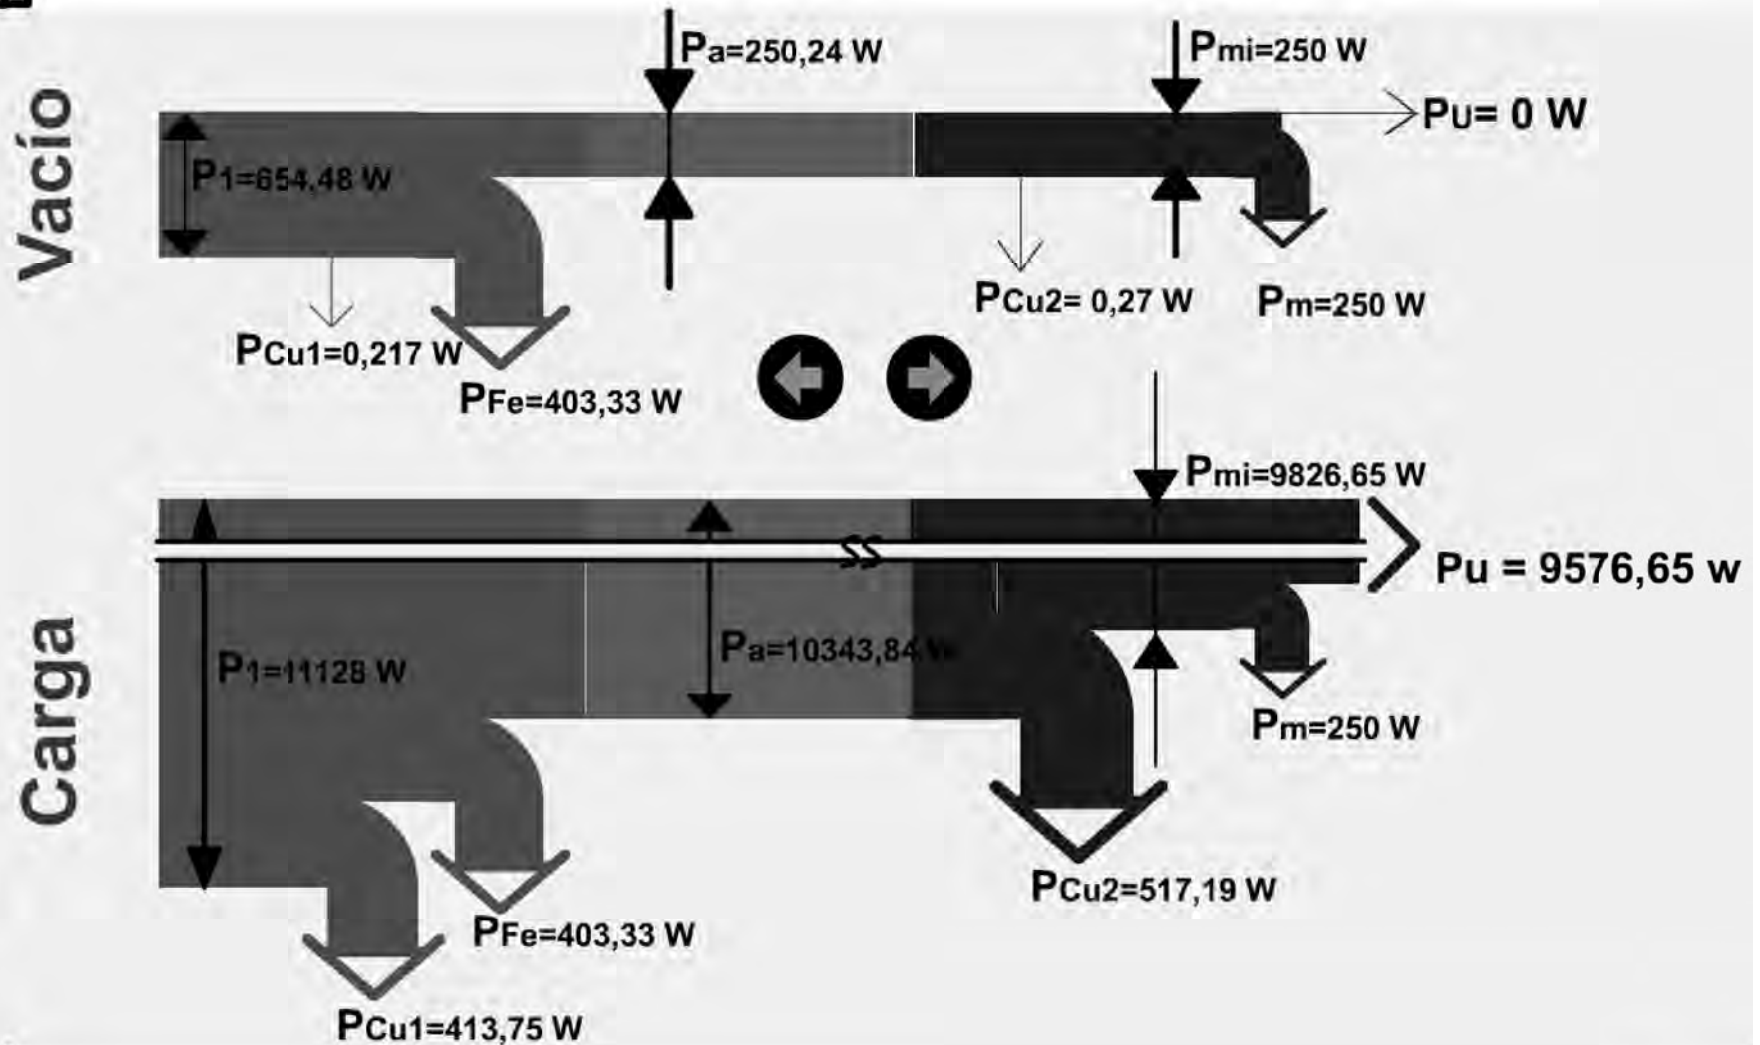 Vacío
Pa=250,24 W
Pmi=250 W
PU= 0 W
P1=654,48 W
PCu2= 0,27 W
Pm=250 W
PCu1=0,217 W
PFe=403,33 W
Carga
Pmi=9826,65 W
SS
Pu = 9576,65 w
P1=11128 W
Pa=10343,84 W
Pm=250 W
PCu2=517,19 W
PFe=403,33 W
PCu1=413,75 W